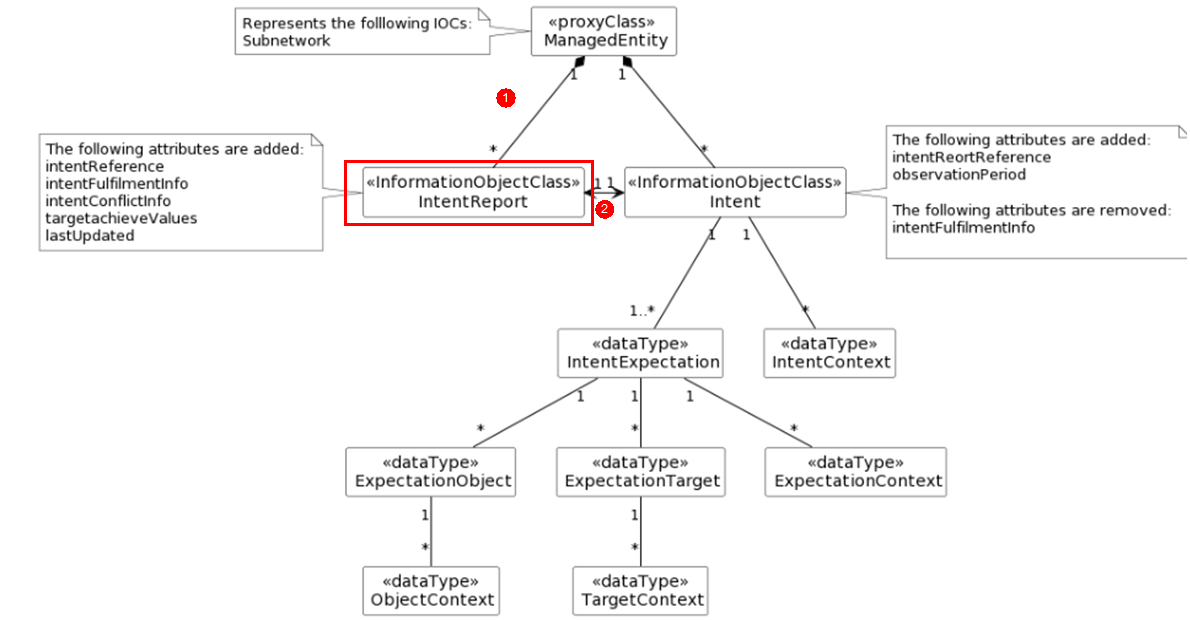 Represents the folllowing IOCs:
Subnetwork
«proxyClass»
ManagedEntity
1
1
1
*
*
The following attributes are added:
intentReference
intentFulfilmentInfo
intentConflictInfo
targetachieveValues
lastUpdated
«InformationObjectClass»
IntentReport
1 1
2
«InformationObjectClass»
Intent
The following attributes are added:
intentReortReference
observationPeriod
The following attributes are removed:
intentFulfilmentInfo
1
1
1..*
*
«dataType»
IntentExpectation
«dataType»
IntentContext
1
1
1
*
*
*
«dataType»
ExpectationObject
«dataType»
ExpectationTarget
«dataType»
ExpectationContext
1
1
*
*
«dataType»
ObjectContext
«dataType»
TargetContext